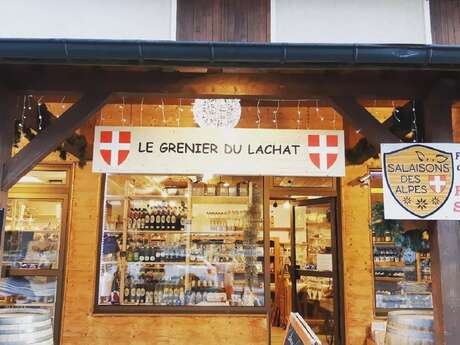 LE GRENIER DU LACHAT
SALAISONS
DES
ALPES